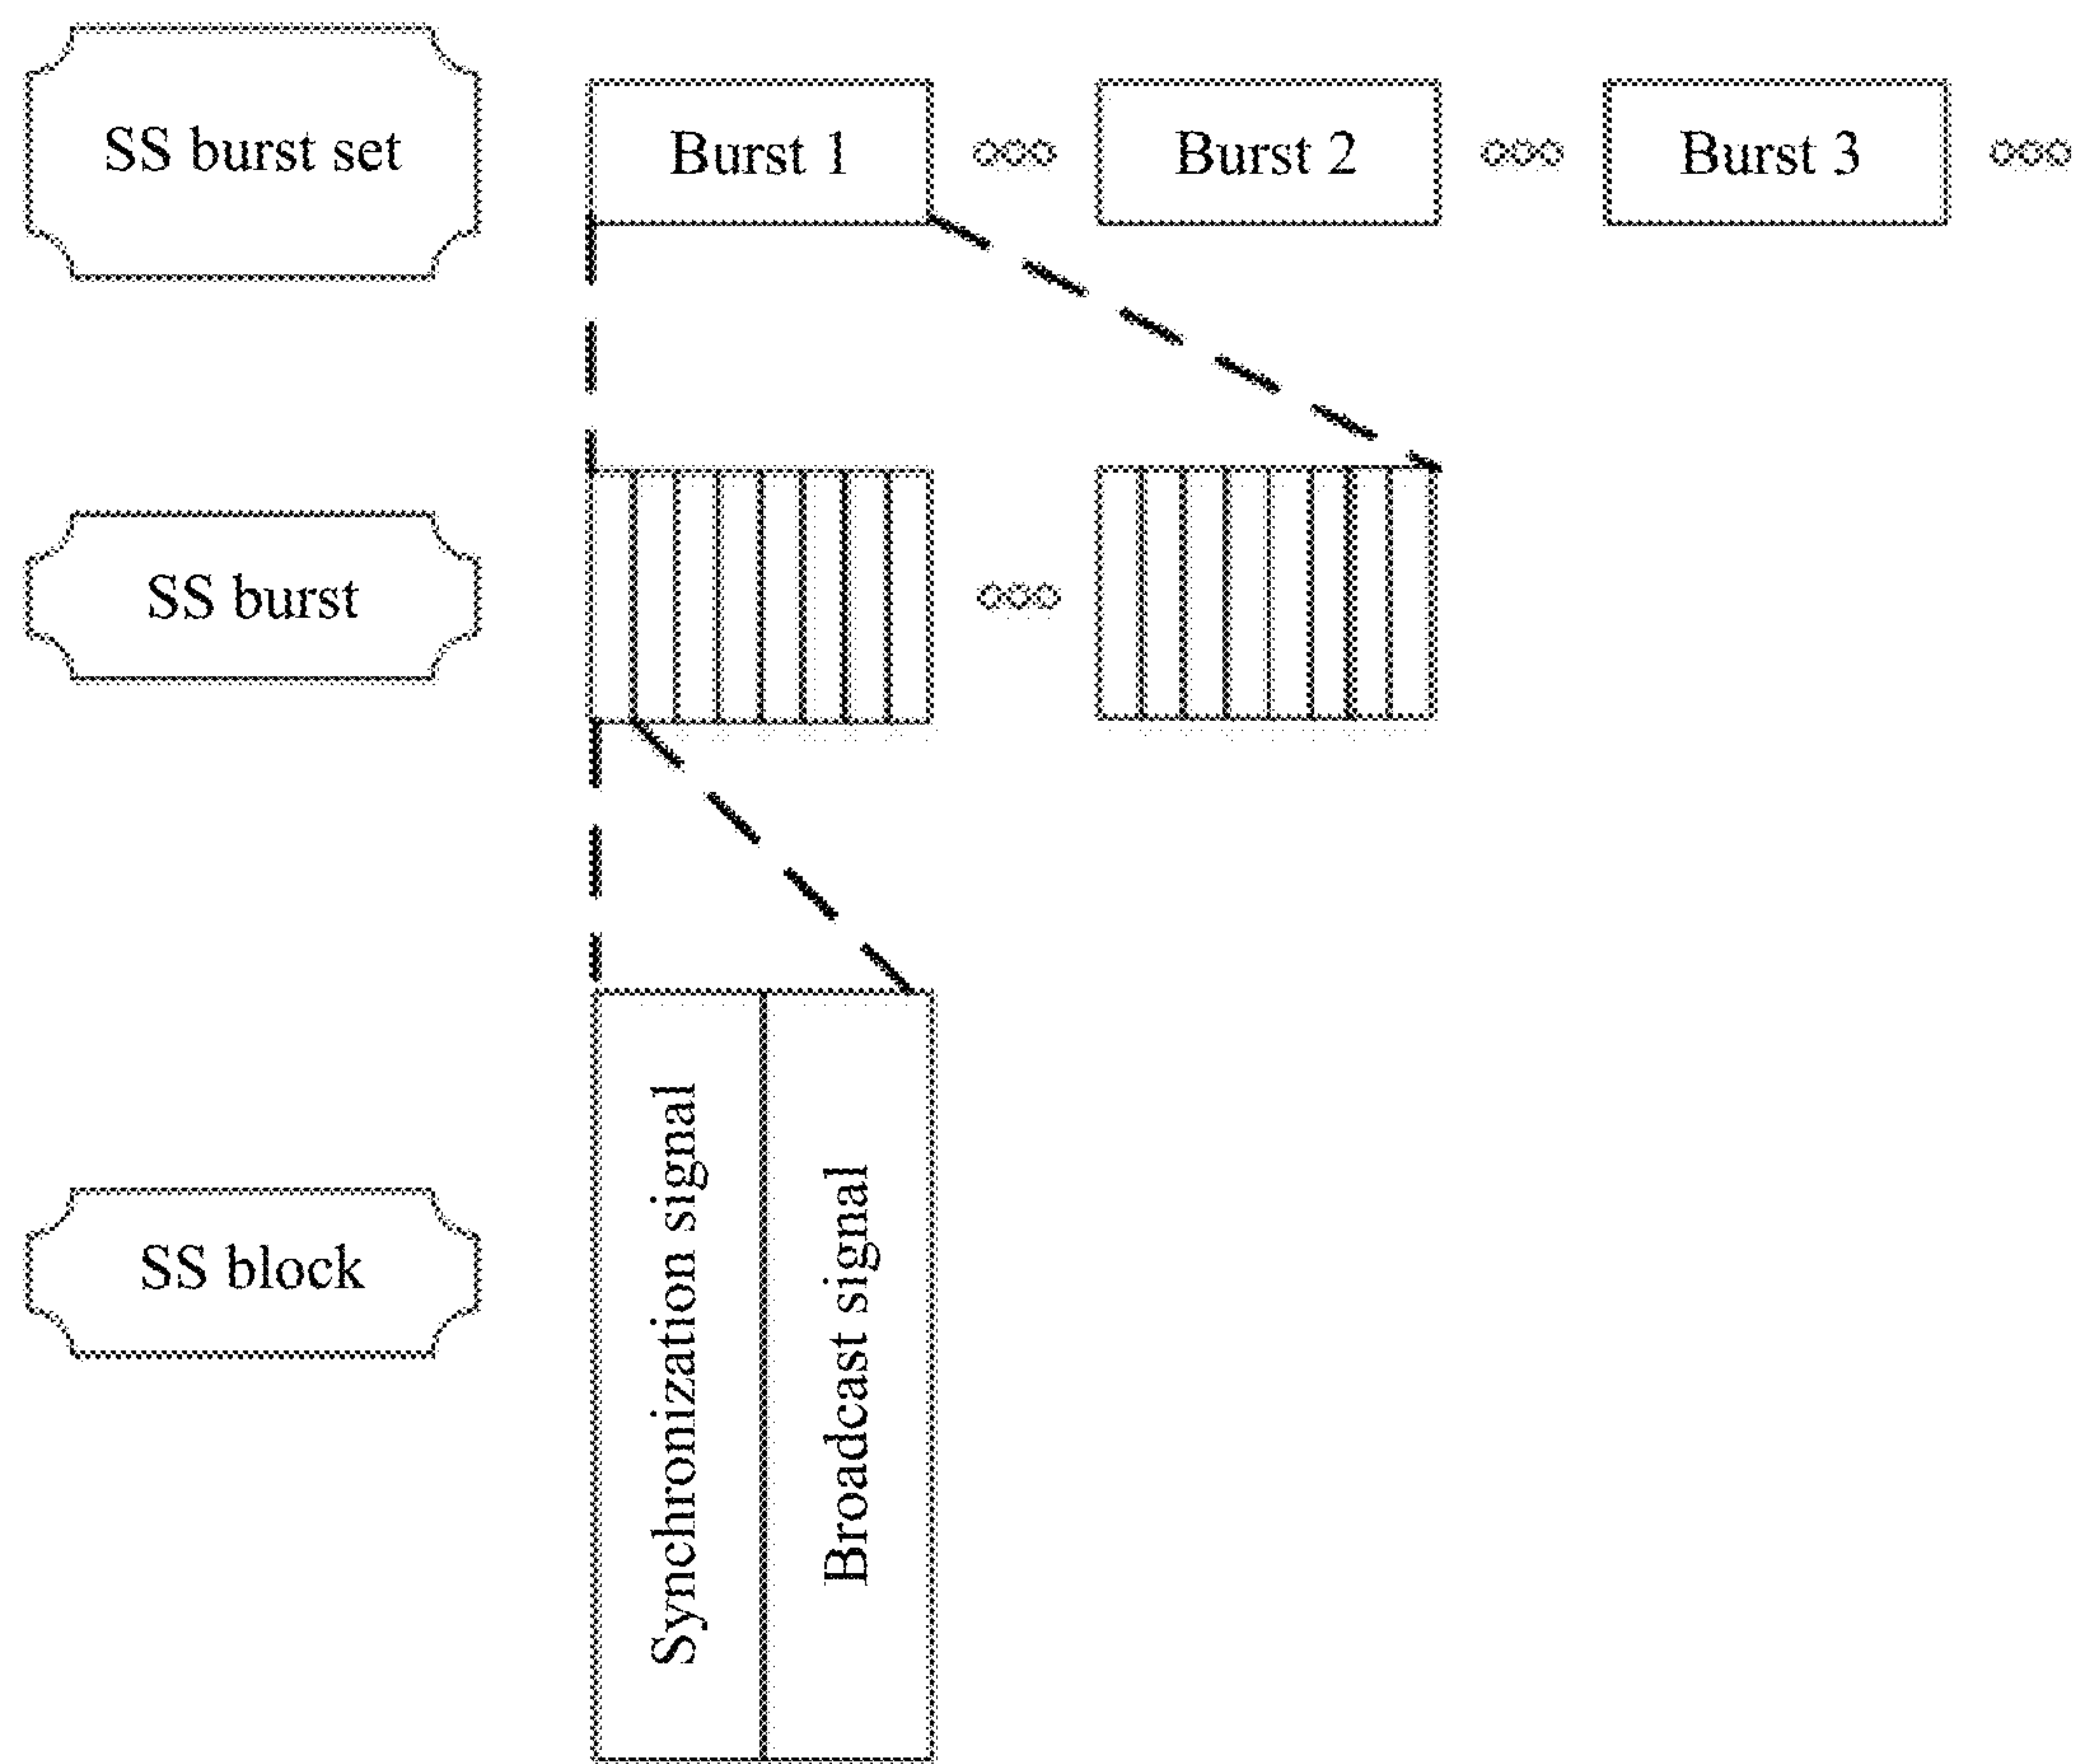 SS burst set
Burst 1
Burst 2
Burst 3
SS burst
SS block
Synchronization signal
Broadcast signal